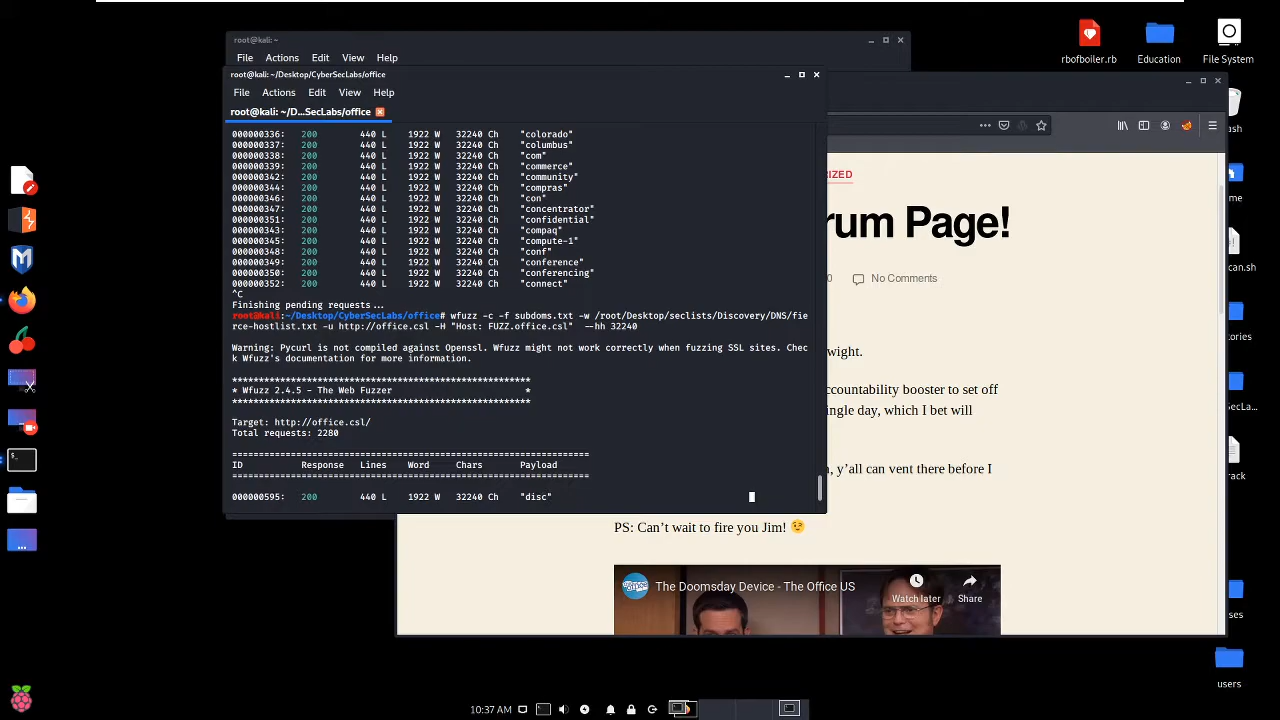 root@kali: ~
File Actions Edit View Help
root@kali: ~/Desktop/CyberSecLabs/office
File Actions Edit View Help
root@kali: ~/D...SecLabs/office
000000336: 200 440 L 1922 W 32240 Ch "colorado"
000000337: 200 440 L 1922 W 32240 Ch "columbus"
000000338: 200 440 L 1922 W 32240 Ch "com"
000000339: 200 440 L 1922 W 32240 Ch "commerce"
000000342: 200 440 L 1922 W 32240 Ch "community"
000000344: 200 440 L 1922 W 32240 Ch "compras"
000000346: 200 440 L 1922 W 32240 Ch "con"
000000347: 200 440 L 1922 W 32240 Ch "concentrator"
000000351: 200 440 L 1922 W 32240 Ch "confidential"
000000343: 200 440 L 1922 W 32240 Ch "compaq"
000000345: 200 440 L 1922 W 32240 Ch "compute-1"
000000348: 200 440 L 1922 W 32240 Ch "conf"
000000349: 200 440 L 1922 W 32240 Ch "conference"
000000350: 200 440 L 1922 W 32240 Ch "conferencing"
000000352: 200 440 L 1922 W 32240 Ch "connect"
^C
Finishing pending requests...
root@kali:~/Desktop/CyberSecLabs/office# wfuzz -c -f subdoms.txt -w /root/Desktop/seclists/Discovery/DNS/fie
rce-hostlist.txt -u http://office.csl -H "Host: FUZZ.office.csl" --hh 32240
Warning: Pycurl is not compiled against Openssl. Wfuzz might not work correctly when fuzzing SSL sites. Chec
k Wfuzz's documentation for more information.
********************************************************
* Wfuzz 2.4.5 - The Web Fuzzer *
********************************************************
Target: http://office.csl/
Total requests: 2280
===================================================================
ID Response Lines Word Chars Payload
===================================================================
000000595: 200 440 L 1922 W 32240 Ch "disc"
RIZED
rum Page!
0 No Comments
wight.
ccountability booster to set off
ingle day, which I bet will
n, y'all can vent there before I
PS: Can't wait to fire you Jim! 😉
The Doomsday Device - The Office US
Watch later
Share
rbofboiler.rb
Education
File System
ash
me
can.sh
ories
SecLa...
rack
ses
users
10:37 AM